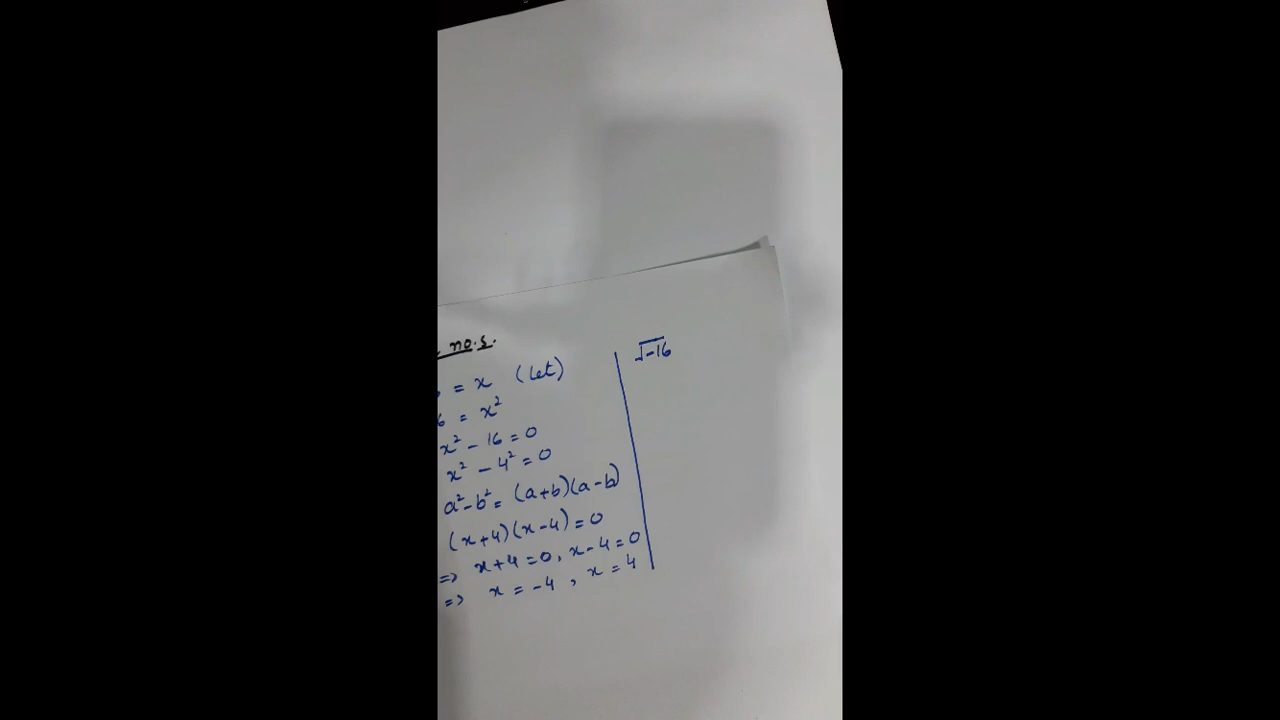 no.s.
= x (let)
6 = x²
x² - 16 = 0
x² - 4² = 0
a² - b² = (a+b)(a-b)
(x+4)(x-4) = 0
=> x+4 = 0, x-4 = 0
=> x = -4, x = 4
√-16